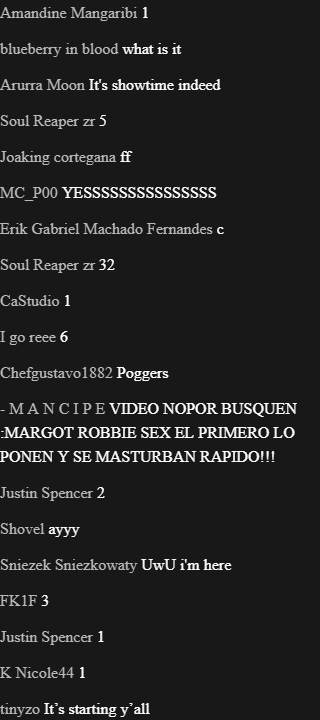 Amandine Mangaribi 1
blueberry in blood what is it
Arurra Moon It's showtime indeed
Soul Reaper zr 5
Joaking cortegana ff
MC_P00 YESSSSSSSSSSSSSSS
Erik Gabriel Machado Fernandes c
Soul Reaper zr 32
CaStudio 1
I go reee 6
Chefgustavo1882 Poggers
- M A N C I P E VIDEO NOPOR BUSQUEN
:MARGOT ROBBIE SEX EL PRIMERO LO
PONEN Y SE MASTURBAN RAPIDO!!!
Justin Spencer 2
Shovel ayyy
Sniezek Sniezkowaty UwU i'm here
FK1F 3
Justin Spencer 1
K Nicole44 1
tinyzo It’s starting y’all